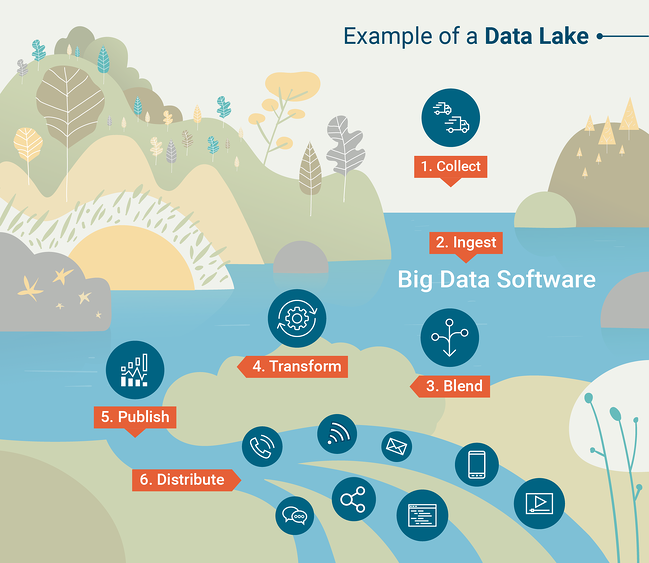 Example of a Data Lake
1. Collect
2. Ingest
Big Data Software
3. Blend
4. Transform
5. Publish
6. Distribute